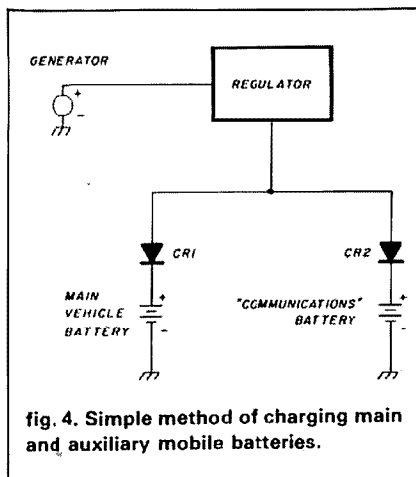 GENERATOR
+
-
REGULATOR
CR1
CR2
MAIN
VEHICLE
BATTERY
+
-
"COMMUNICATIONS"
BATTERY
+
-
fig. 4. Simple method of charging main
and auxiliary mobile batteries.